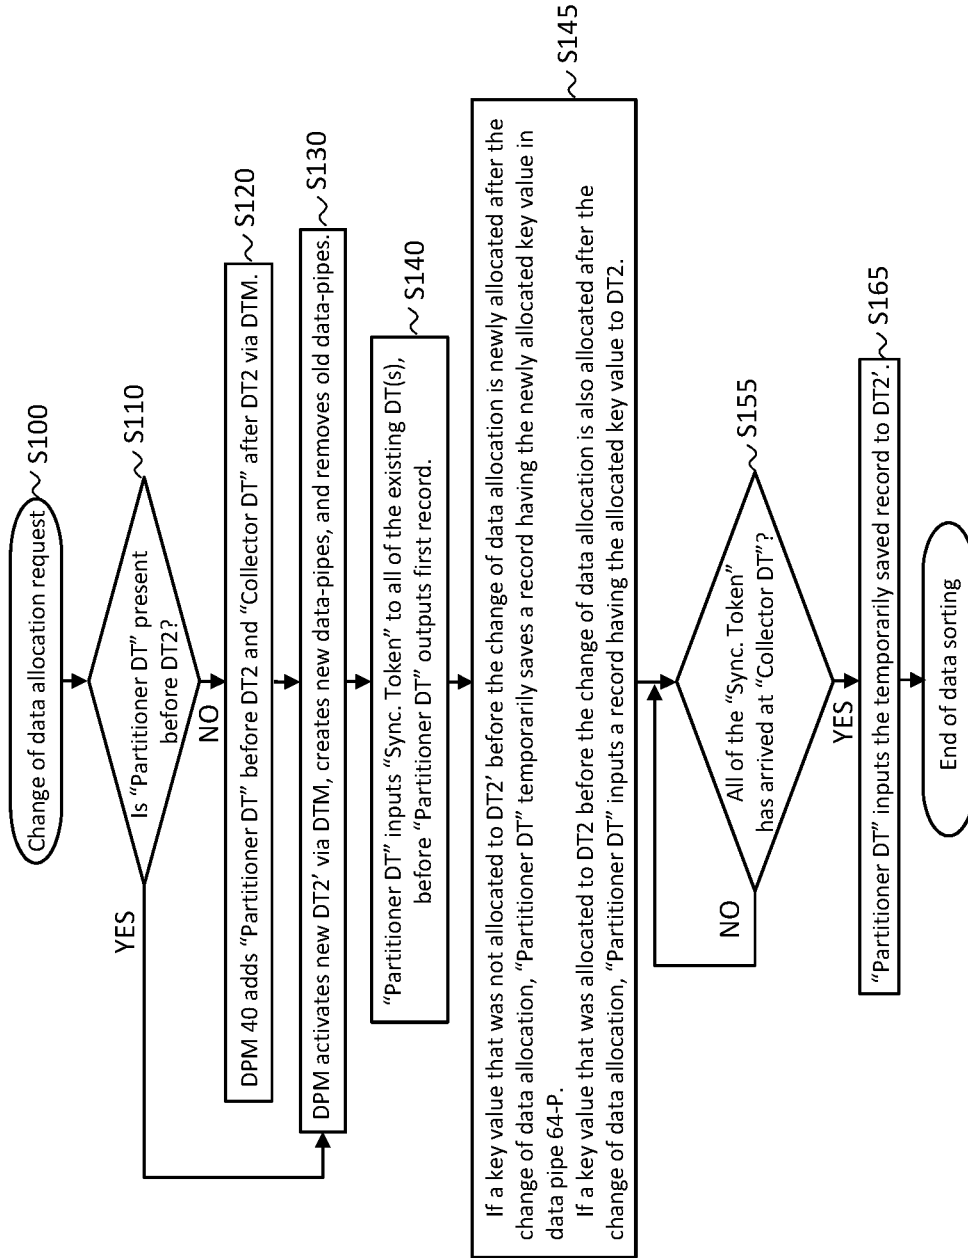 Change of data allocation request
S100
Is “Partitioner DT” present
before DT2?
S110
YES
NO
DPM 40 adds “Partitioner DT” before DT2 and “Collector DT” after DT2 via DTM.
S120
DPM activates new DT2’ via DTM, creates new data-pipes, and removes old data-pipes.
S130
“Partitioner DT” inputs “Sync. Token” to all of the existing DT(s),
before “Partitioner DT” outputs first record.
S140
If a key value that was not allocated to DT2’ before the change of data allocation is newly allocated after the
change of data allocation, “Partitioner DT” temporarily saves a record having the newly allocated key value in
data pipe 64-P.
If a key value that was allocated to DT2 before the change of data allocation is also allocated after the
change of data allocation, “Partitioner DT” inputs a record having the allocated key value to DT2.
S145
All of the “Sync. Token”
has arrived at “Collector DT”?
S155
NO
YES
“Partitioner DT” inputs the temporarily saved record to DT2’.
S165
End of data sorting